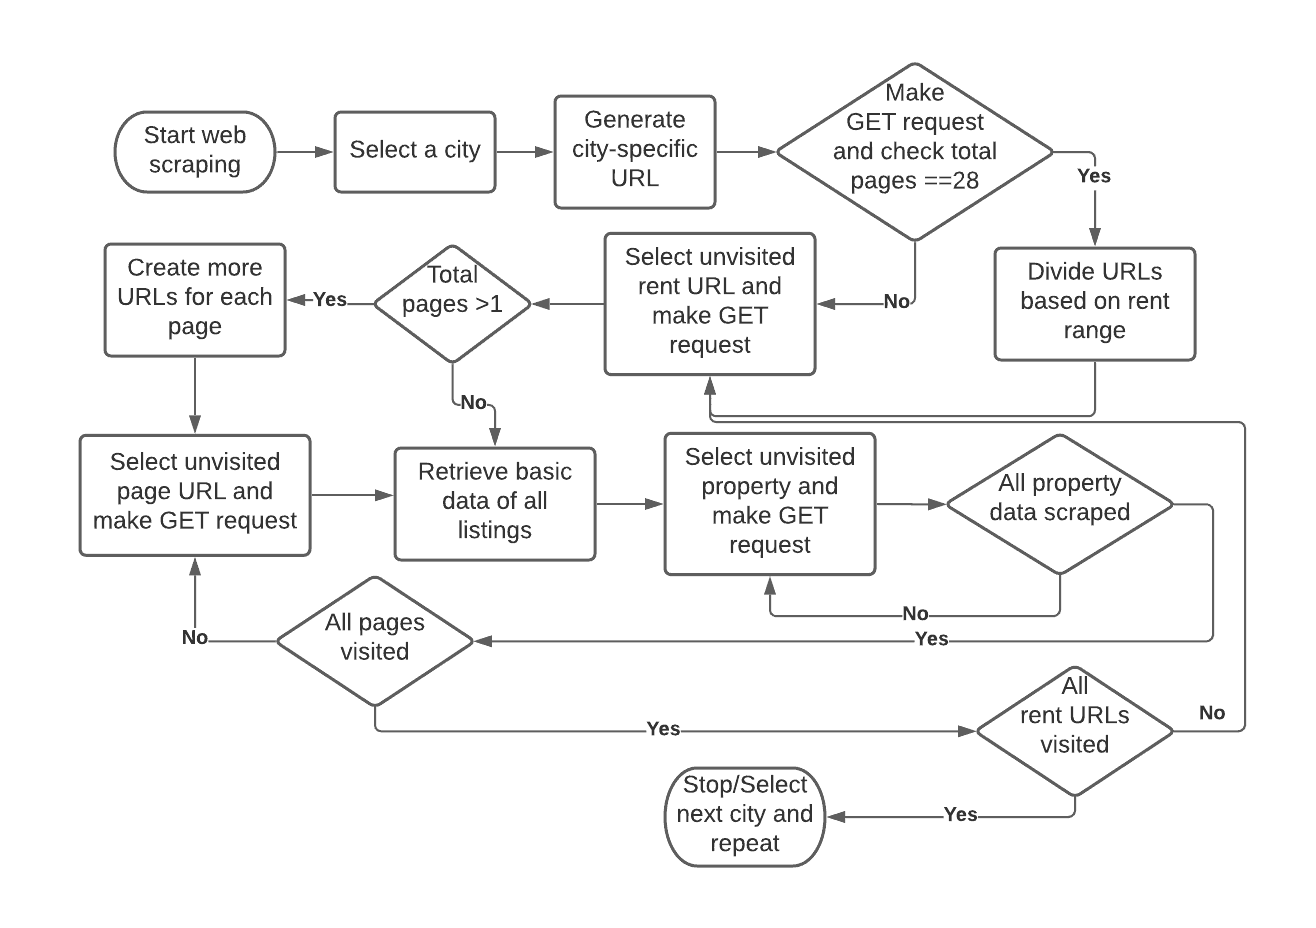 Start web
scraping
Select a city
Generate
city-specific
URL
Make
GET request
and check total
pages ==28
Yes
No
Divide URLs
based on rent
range
Select unvisited
rent URL and
make GET
request
Total
pages >1
Yes
No
Create more
URLs for each
page
Select unvisited
page URL and
make GET request
Retrieve basic
data of all
listings
Select unvisited
property and
make GET
request
All property
data scraped
No
Yes
All pages
visited
No
Yes
All
rent URLs
visited
No
Yes
Stop/Select
next city and
repeat